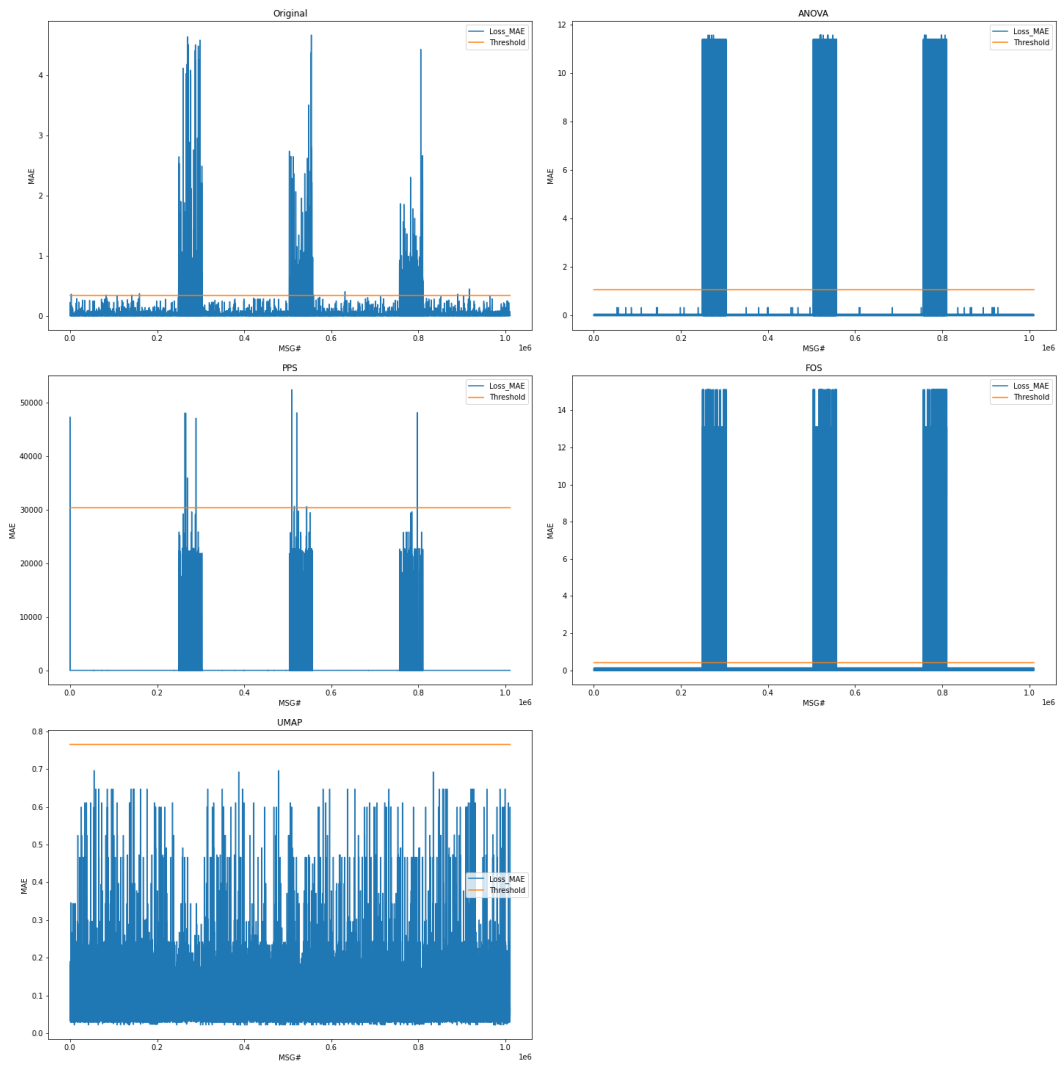 Original
Loss_MAE
Threshold
4
3
2
1
0
MAE
0.0 0.2 0.4 0.6 0.8 1.0
1e6
MSG#
ANOVA
Loss_MAE
Threshold
12
10
8
6
4
2
0
MAE
0.0 0.2 0.4 0.6 0.8 1.0
1e6
MSG#
PPS
Loss_MAE
Threshold
50000
40000
30000
20000
10000
0
MAE
0.0 0.2 0.4 0.6 0.8 1.0
1e6
MSG#
FOS
Loss_MAE
Threshold
14
12
10
8
6
4
2
0
MAE
0.0 0.2 0.4 0.6 0.8 1.0
1e6
MSG#
UMAP
0.8
0.7
0.6
0.5
0.4
0.3
0.2
0.1
0.0
MAE
Loss_MAE
Threshold
0.0 0.2 0.4 0.6 0.8 1.0
1e6
MSG#